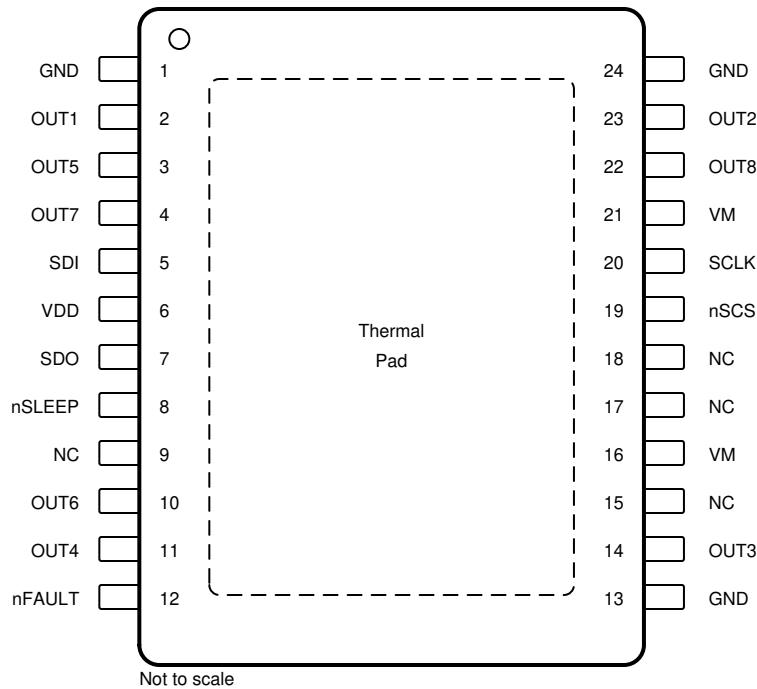 GND 1 24 GND
OUT1 2 23 OUT2
OUT5 3 22 OUT8
OUT7 4 21 VM
SDI 5 20 SCLK
VDD 6 19 nSCS
Thermal
SDO 7 18 NC
Pad
nSLEEP 8 17 NC
NC 9 16 VM
OUT6 10 15 NC
OUT4 11 14 OUT3
nFAULT 12 13 GND
Not to scale